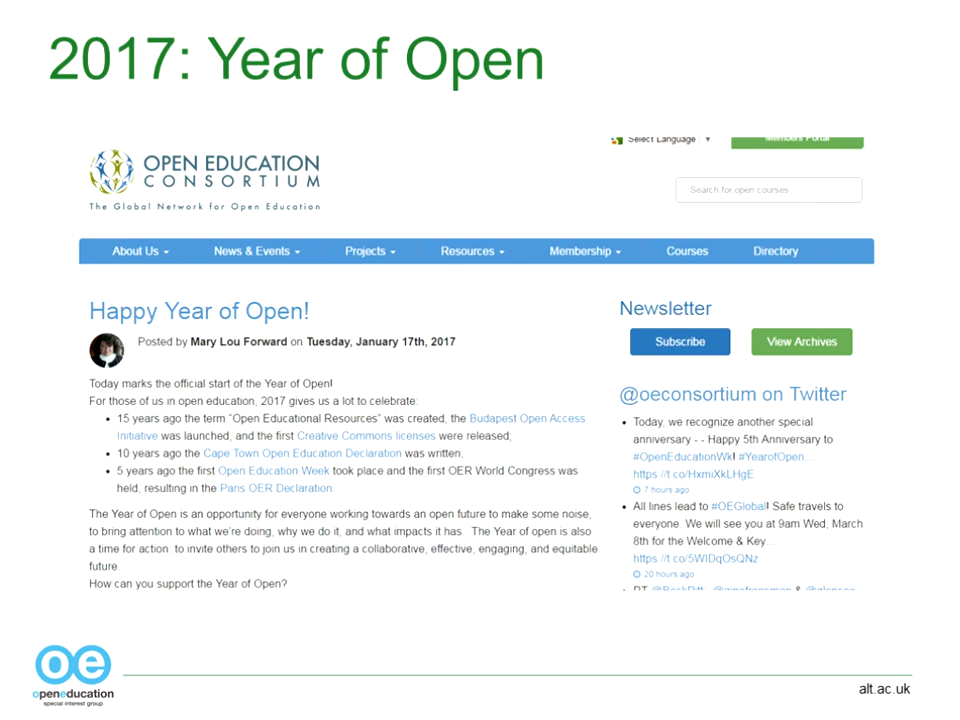 2017: Year of Open
Select Language ▼
Members Portal
OPEN EDUCATION
CONSORTIUM
The Global Network for Open Education
Search for open courses
About Us News & Events Projects Resources Membership Courses Directory
Happy Year of Open!
Posted by Mary Lou Forward on Tuesday, January 17th, 2017
Today marks the official start of the Year of Open!
For those of us in open education, 2017 gives us a lot to celebrate:
• 15 years ago the term “Open Educational Resources” was created, the Budapest Open Access
Initiative was launched, and the first Creative Commons licenses were released;
• 10 years ago the Cape Town Open Education Declaration was written;
• 5 years ago the first Open Education Week took place and the first OER World Congress was
held, resulting in the Paris OER Declaration.
The Year of Open is an opportunity for everyone working towards an open future to make some noise,
to bring attention to what we're doing, why we do it, and what impacts it has. The Year of open is also
a time for action: to invite others to join us in creating a collaborative, effective, engaging, and equitable
future.
How can you support the Year of Open?
Newsletter
Subscribe View Archives
@oeconsortium on Twitter
• Today, we recognize another special
anniversary - - Happy 5th Anniversary to
#OpenEducationWk! #YearofOpen…
https://t.co/HxmiXkLHgE
7 hours ago
• All lines lead to #OEGlobal! Safe travels to
everyone. We will see you at 9am Wed, March
8th for the Welcome & Key…
https://t.co/5WIDqOsQNz
20 hours ago
oe
openeducation
special interest group
alt.ac.uk